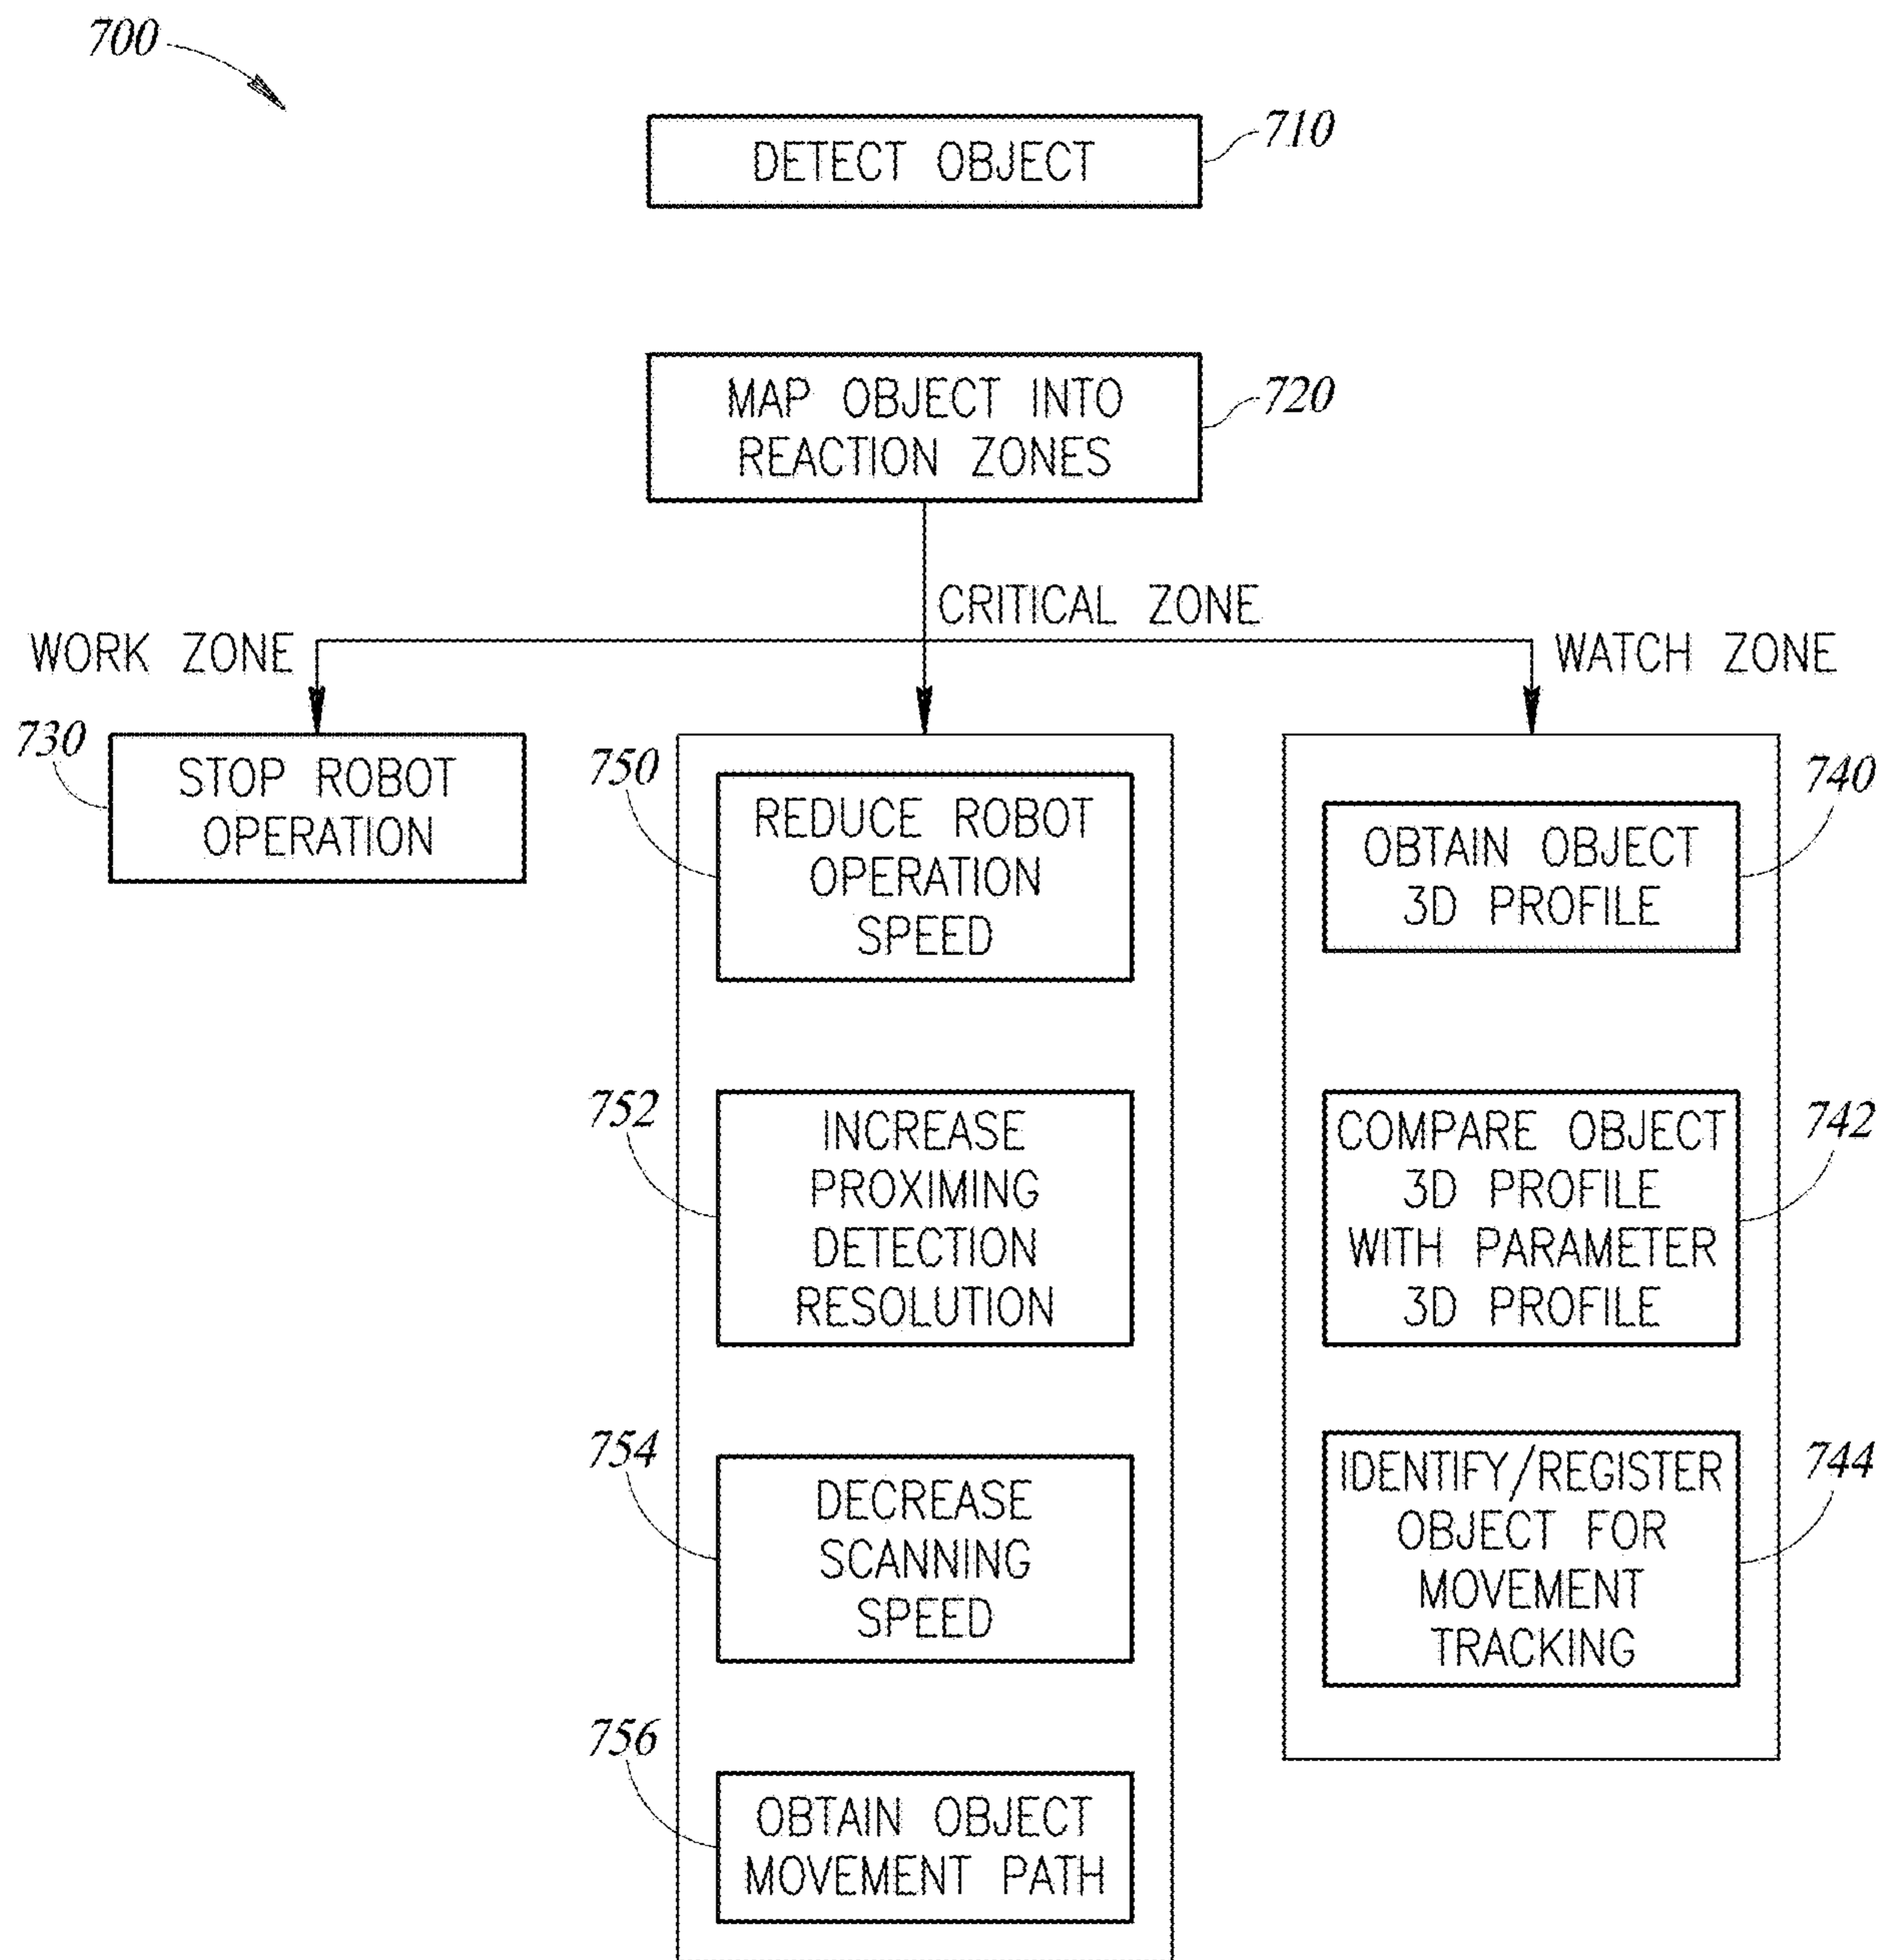 700
DETECT OBJECT
710
MAP OBJECT INTO
REACTION ZONES
720
CRITICAL ZONE
WORK ZONE
WATCH ZONE
730
STOP ROBOT
OPERATION
750
REDUCE ROBOT
OPERATION
SPEED
740
OBTAIN OBJECT
3D PROFILE
752
INCREASE
PROXIMING
DETECTION
RESOLUTION
742
COMPARE OBJECT
3D PROFILE
WITH PARAMETER
3D PROFILE
754
DECREASE
SCANNING
SPEED
744
IDENTIFY/REGISTER
OBJECT FOR
MOVEMENT
TRACKING
756
OBTAIN OBJECT
MOVEMENT PATH